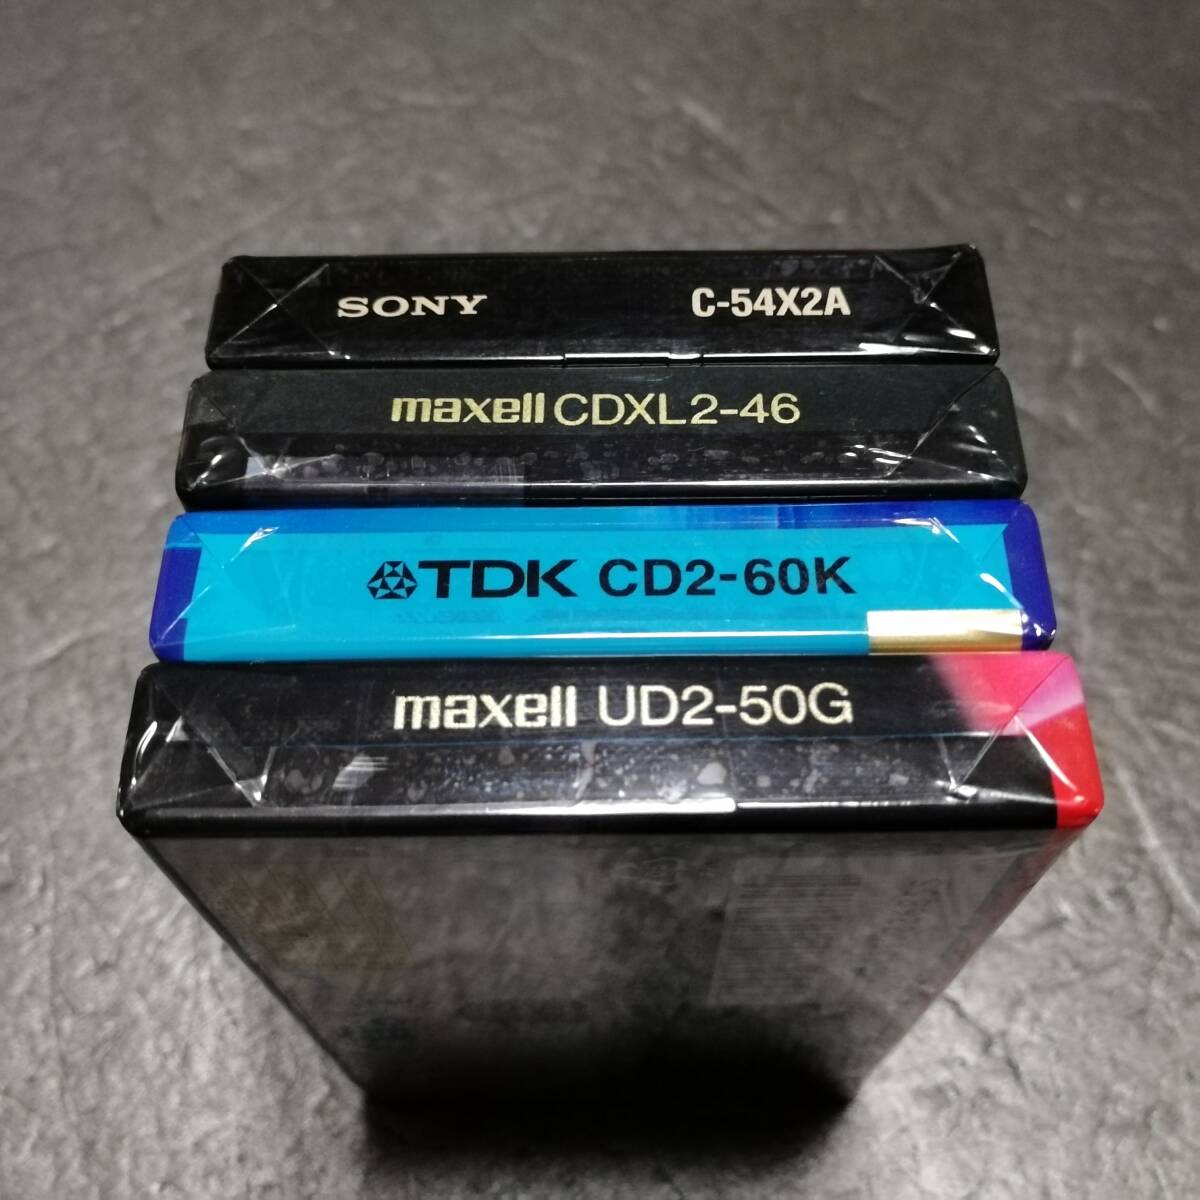 SONY C-54X2A
maxell CDXL2-46
TDK CD2-60K
maxell UD2-50G